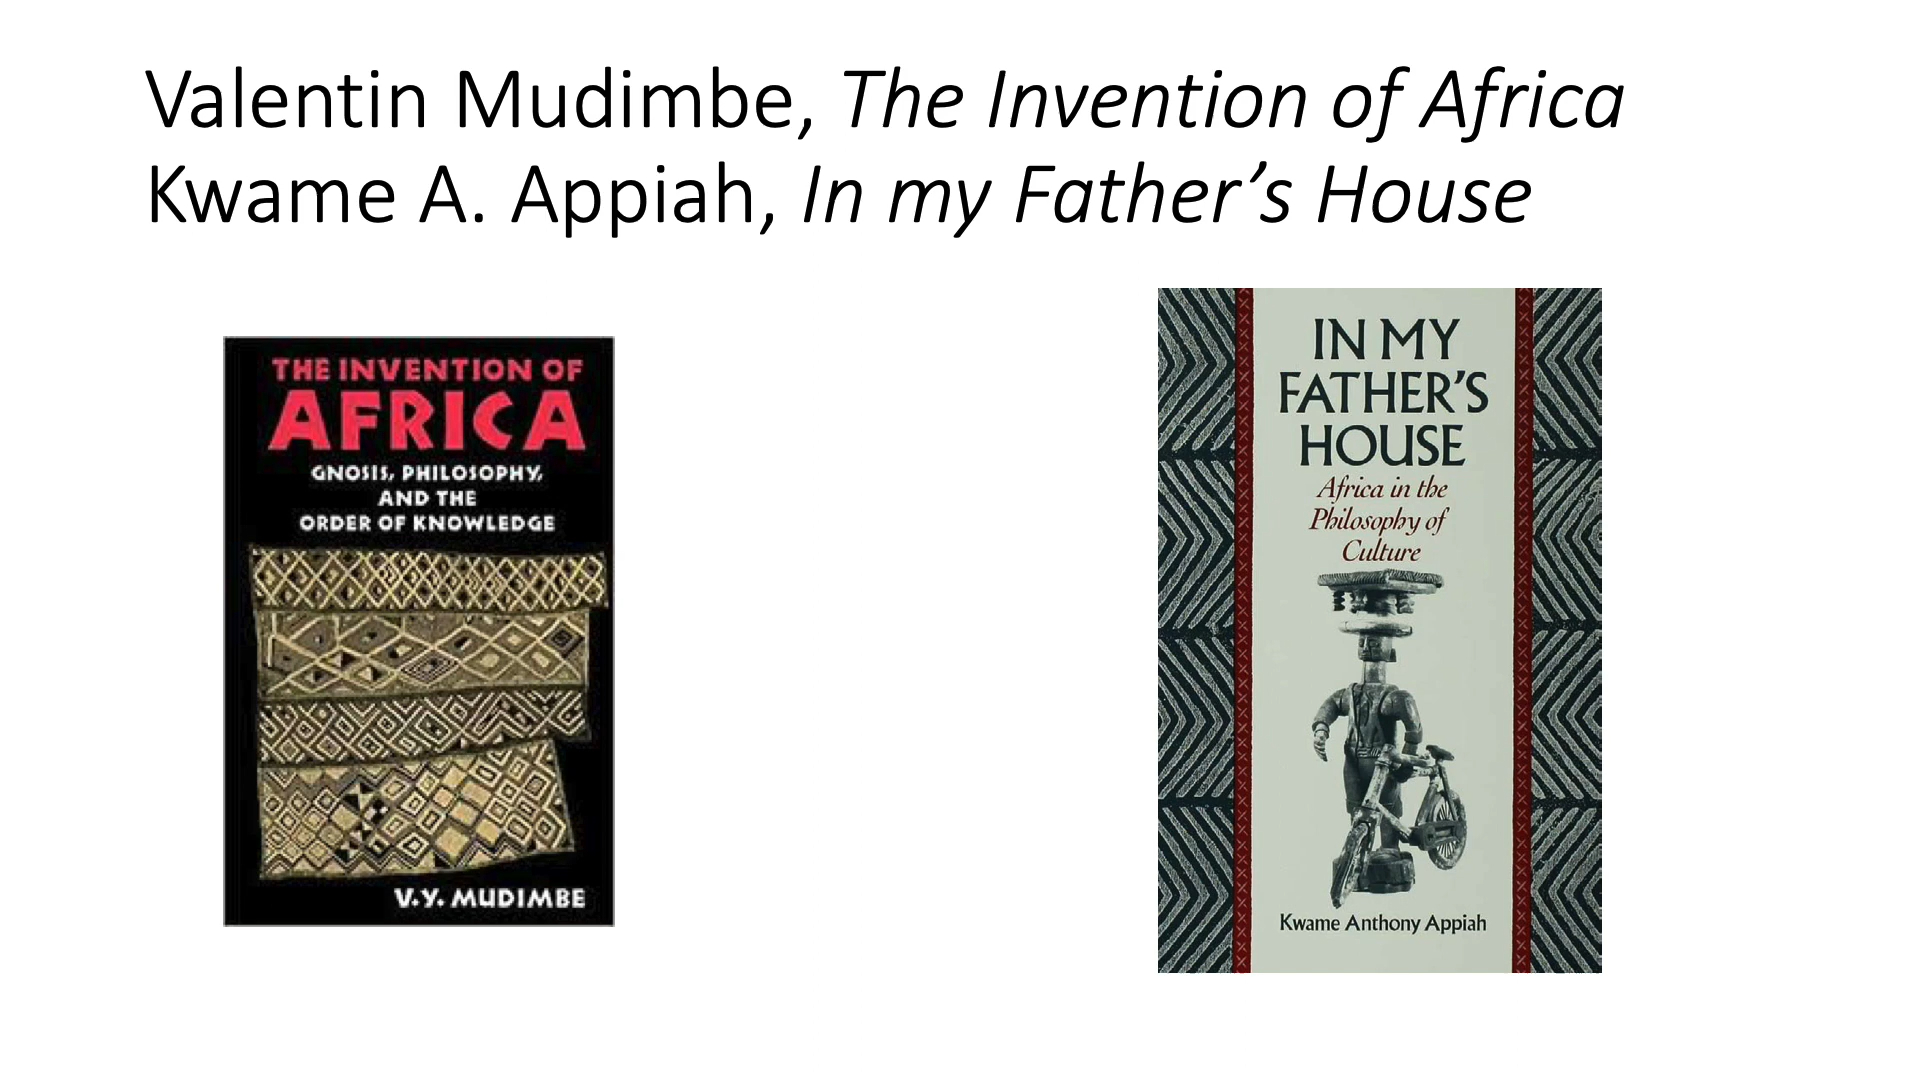 Valentin Mudimbe, The Invention of Africa
Kwame A. Appiah, In my Father’s House
THE INVENTION OF
AFRICA
GNOSIS, PHILOSOPHY,
AND THE
ORDER OF KNOWLEDGE
V.Y. MUDIMBE
IN MY
FATHER’S
HOUSE
Africa in the
Philosophy of
Culture
Kwame Anthony Appiah